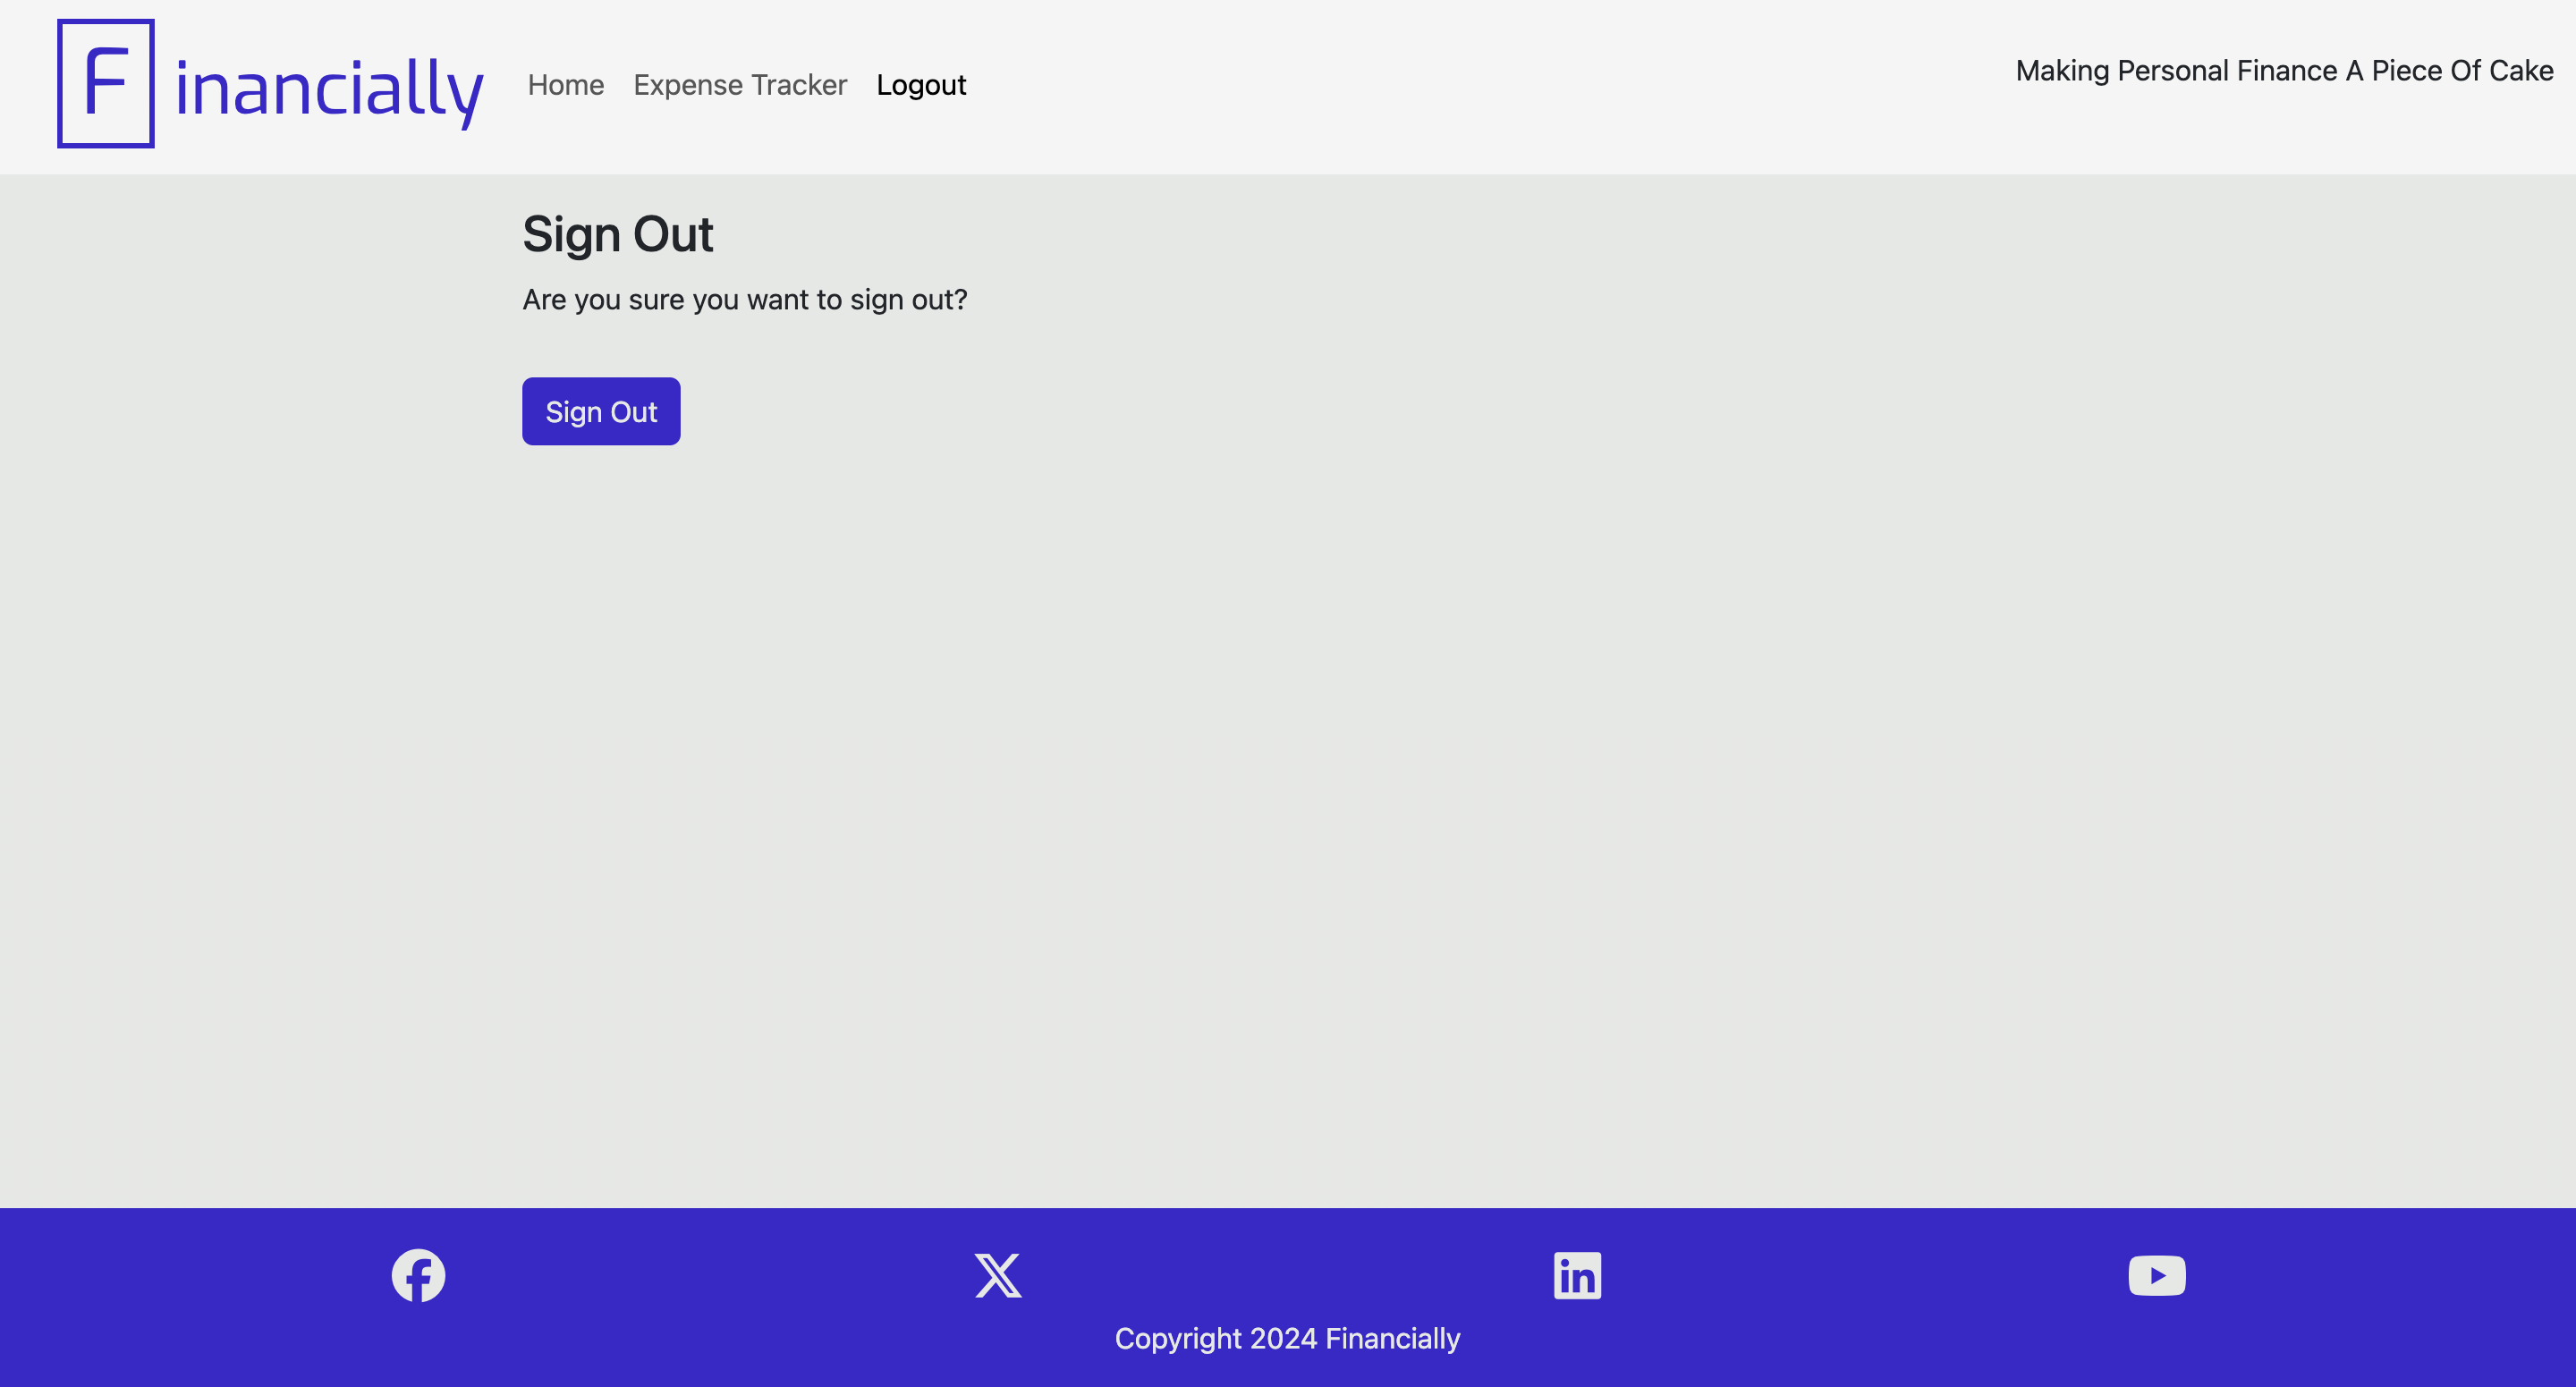 Financially
Home Expense Tracker Logout
Making Personal Finance A Piece Of Cake
Sign Out
Are you sure you want to sign out?
Sign Out
Copyright 2024 Financially